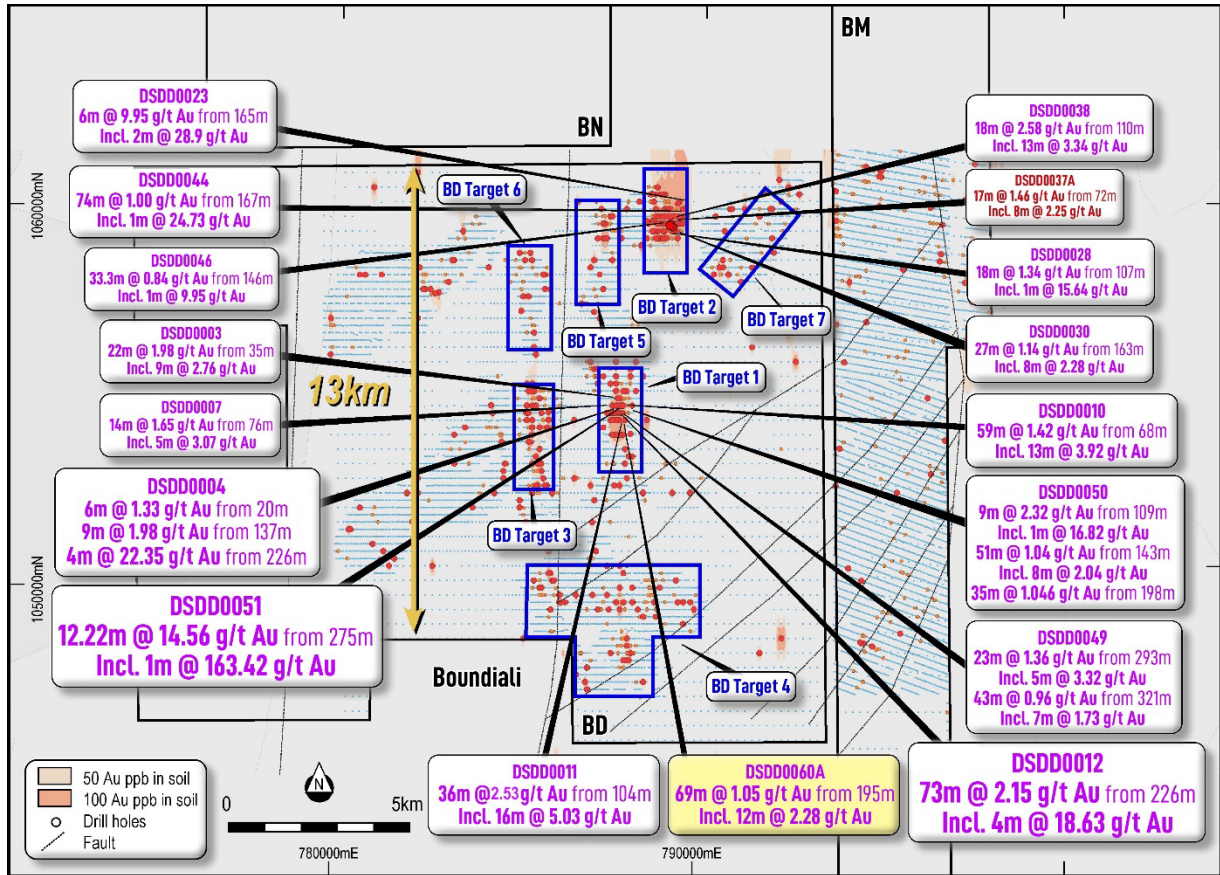 BM
BN
DSDD0023
6m @ 9.95 g/t Au from 165m
Incl. 2m @ 28.9 g/t Au
DSDD0044
74m @ 1.00 g/t Au from 167m
Incl. 1m @ 24.73 g/t Au
DSDD0046
33.3m @ 0.84 g/t Au from 146m
Incl. 1m @ 9.95 g/t Au
DSDD0003
22m @ 1.98 g/t Au from 35m
Incl. 9m @ 2.76 g/t Au
DSDD0007
14m @ 1.65 g/t Au from 76m
Incl. 5m @ 3.07 g/t Au
DSDD0004
6m @ 1.33 g/t Au from 20m
9m @ 1.98 g/t Au from 137m
4m @ 22.35 g/t Au from 226m
DSDD0051
12.22m @ 14.56 g/t Au from 275m
Incl. 1m @ 163.42 g/t Au
1060000mN
1050000mN
13km
BD Target 6
BD Target 2
BD Target 7
BD Target 5
BD Target 1
BD Target 3
BD Target 4
Boundiali
BD
DSDD0038
18m @ 2.58 g/t Au from 110m
Incl. 13m @ 3.34 g/t Au
DSDD0037A
17m @ 1.46 g/t Au from 72m
Incl. 8m @ 2.25 g/t Au
DSDD0028
18m @ 1.34 g/t Au from 107m
Incl. 1m @ 15.64 g/t Au
DSDD0030
27m @ 1.14 g/t Au from 163m
Incl. 8m @ 2.28 g/t Au
DSDD0010
59m @ 1.42 g/t Au from 68m
Incl. 13m @ 3.92 g/t Au
DSDD0050
9m @ 2.32 g/t Au from 109m
Incl. 1m @ 16.82 g/t Au
51m @ 1.04 g/t Au from 143m
Incl. 8m @ 2.04 g/t Au
35m @ 1.046 g/t Au from 198m
DSDD0049
23m @ 1.36 g/t Au from 293m
Incl. 5m @ 3.32 g/t Au
43m @ 0.96 g/t Au from 321m
Incl. 7m @ 1.73 g/t Au
DSDD0011
36m @2.53g/t Au from 104m
Incl. 16m @ 5.03 g/t Au
DSDD0060A
69m @ 1.05 g/t Au from 195m
Incl. 12m @ 2.28 g/t Au
DSDD0012
73m @ 2.15 g/t Au from 226m
Incl. 4m @ 18.63 g/t Au
50 Au ppb in soil
100 Au ppb in soil
Drill holes
Fault
N
0 5km
780000mE 790000mE